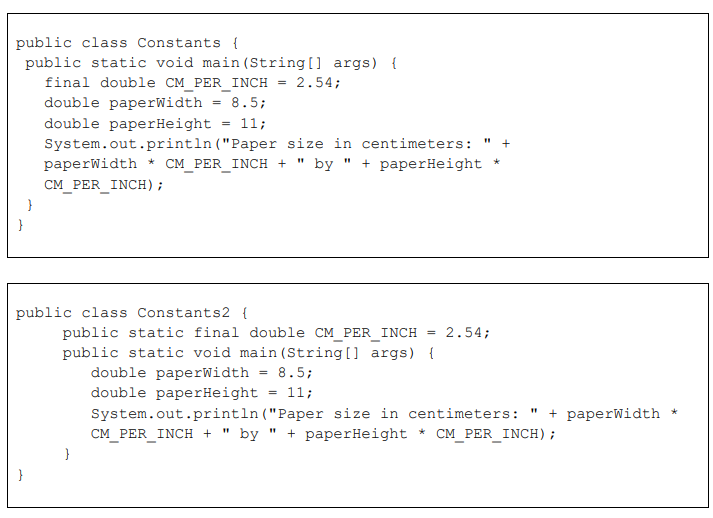 public class Constants {
public static void main(String[] args) {
final double CM_PER_INCH = 2.54;
double paperWidth = 8.5;
double paperHeight = 11;
System.out.println("Paper size in centimeters: " +
paperWidth * CM_PER_INCH + " by " + paperHeight *
CM_PER_INCH);
}
}
public class Constants2 {
public static final double CM_PER_INCH = 2.54;
public static void main(String[] args) {
double paperWidth = 8.5;
double paperHeight = 11;
System.out.println("Paper size in centimeters: " + paperWidth *
CM_PER_INCH + " by " + paperHeight * CM_PER_INCH);
}
}